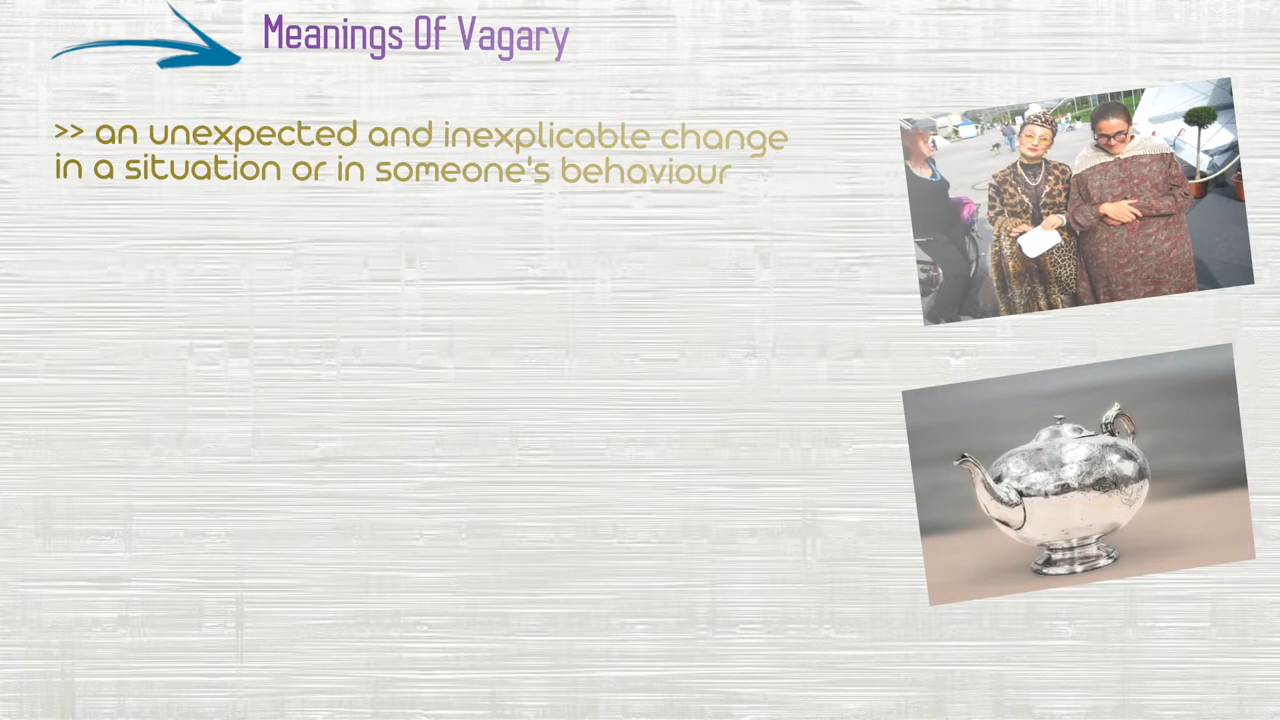 Meanings Of Vagary
>> an unexpected and inexplicable change
in a situation or in someone's behaviour